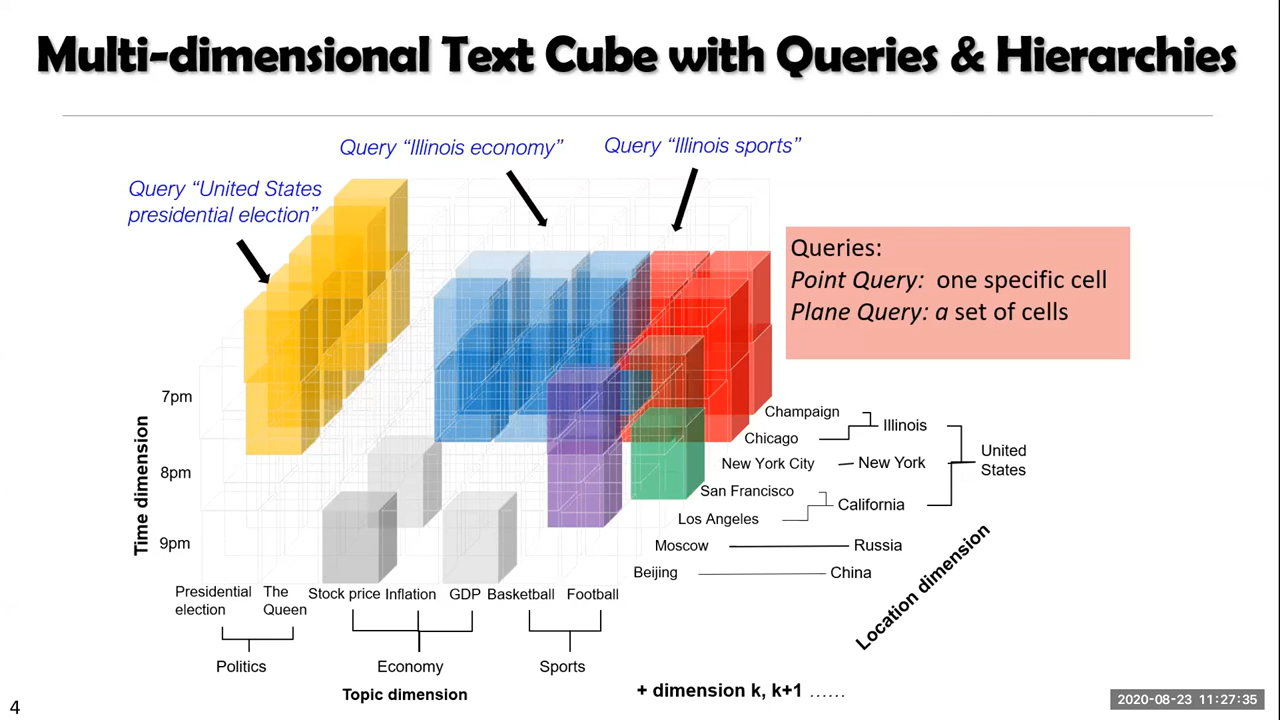 Multi-dimensional Text Cube with Queries & Hierarchies
Query “Illinois economy”
Query “Illinois sports”
Query “United States
presidential election”
Queries:
Point Query: one specific cell
Plane Query: a set of cells
Time dimension
7pm
8pm
9pm
Champaign
Chicago
Illinois
New York City
New York
San Francisco
Los Angeles
California
United
States
Moscow
Russia
Beijing
China
Location dimension
Presidential
election
The
Queen
Stock price
Inflation
GDP
Basketball
Football
Politics
Economy
Sports
Topic dimension
+ dimension k, k+1 ......
4
2020-08-23 11:27:35